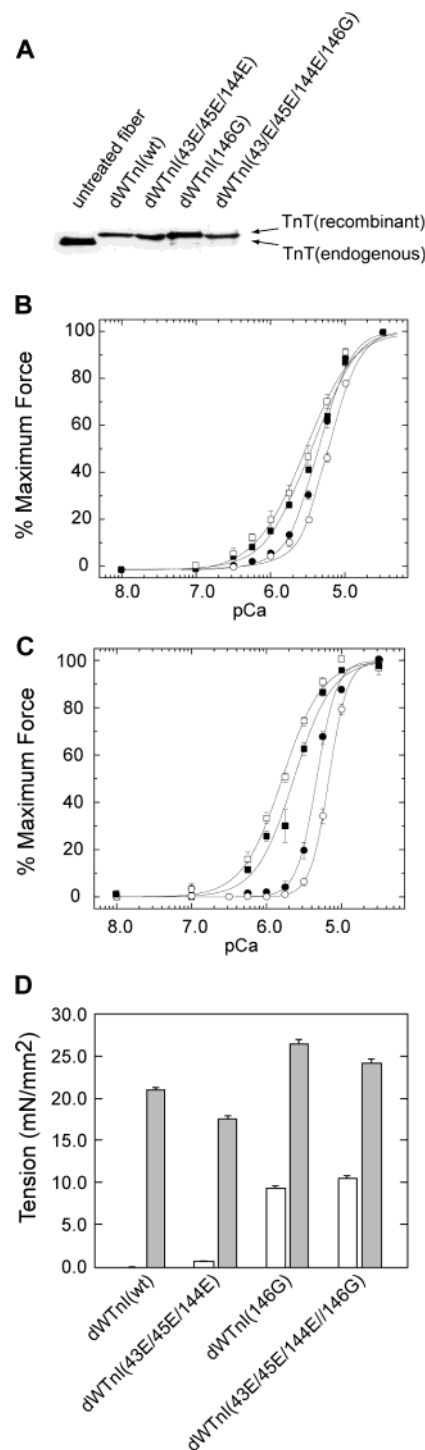 A
untreated fiber
dWTnI(wt)
dWTnI(43E/45E/144E)
dWTnI(146G)
dWTnI(43/E/45E/144E/146G)
TnT(recombinant)
TnT(endogenous)
B
% Maximum Force
100
80
60
40
20
0
8.0 7.0 6.0 5.0
pCa
C
% Maximum Force
100
80
60
40
20
0
8.0 7.0 6.0 5.0
pCa
D
Tension (mN/mm2)
30.0
25.0
20.0
15.0
10.0
5.0
0.0
dWTnI(wt)
dWTnI(43E/45E/144E)
dWTnI(146G)
dWTnI(43E/45E/144E//146G)